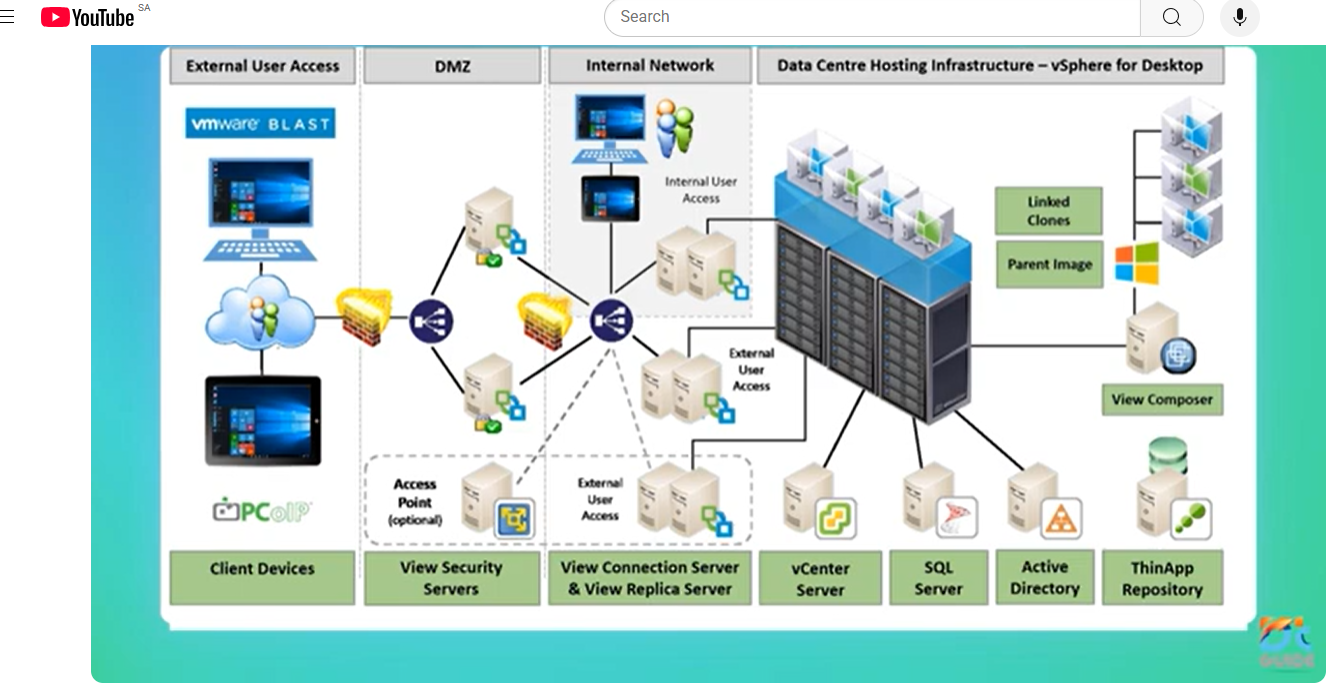 YouTube SA
Search
External User Access
DMZ
Internal Network
Data Centre Hosting Infrastructure – vSphere for Desktop
vmware BLAST
Internal User
Access
Linked
Clones
Parent Image
External
User
Access
View Composer
Access
Point
(optional)
External
User
Access
PCoIP
Client Devices
View Security
Servers
View Connection Server
& View Replica Server
vCenter
Server
SQL
Server
Active
Directory
ThinApp
Repository
GUIDE